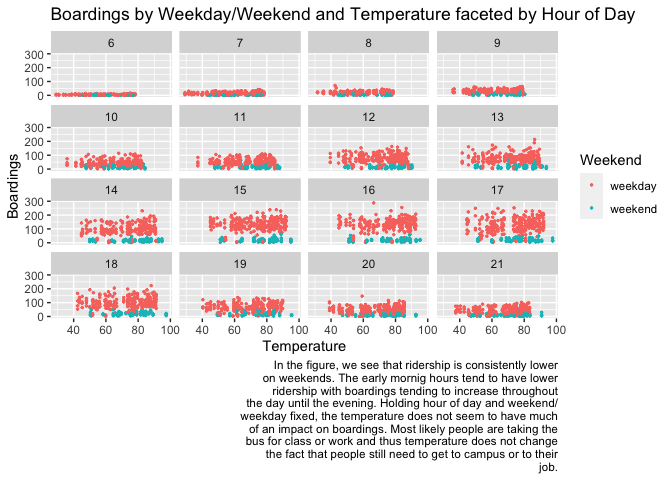 Boardings by Weekday/Weekend and Temperature faceted by Hour of Day
6 7 8 9
300
200
100
0
10 11 12 13
300
200
100
0
14 15 16 17
300
200
100
0
18 19 20 21
300
200
100
0
40 60 80 100 40 60 80 100 40 60 80 100 40 60 80 100
Boardings
Temperature
Weekend
weekday
weekend
In the figure, we see that ridership is consistently lower
on weekends. The early mornig hours tend to have lower
ridership with boardings tending to increase throughout
the day until the evening. Holding hour of day and weekend/
weekday fixed, the temperature does not seem to have much
of an impact on boardings. Most likely people are taking the
bus for class or work and thus temperature does not change
the fact that people still need to get to campus or to their
job.